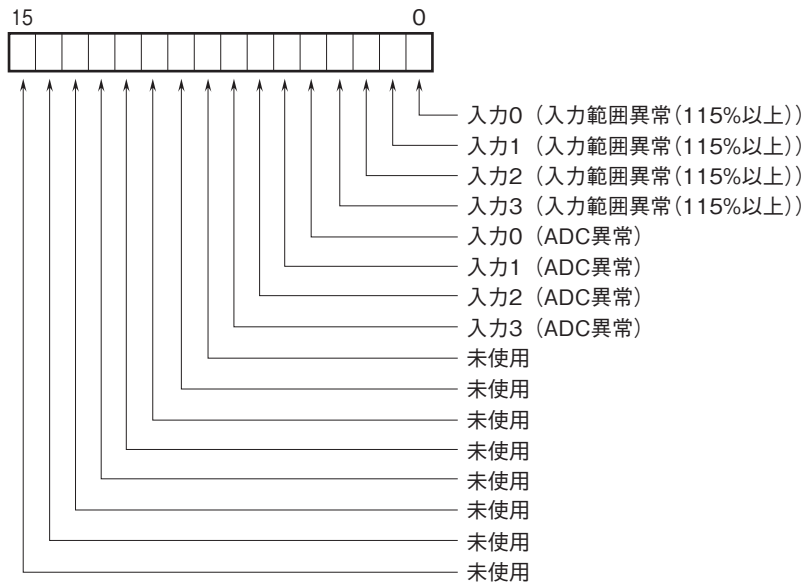 15 0
入力0（入力範囲異常（115%以上））
入力1（入力範囲異常（115%以上））
入力2（入力範囲異常（115%以上））
入力3（入力範囲異常（115%以上））
入力0（ADC異常）
入力1（ADC異常）
入力2（ADC異常）
入力3（ADC異常）
未使用
未使用
未使用
未使用
未使用
未使用
未使用
未使用